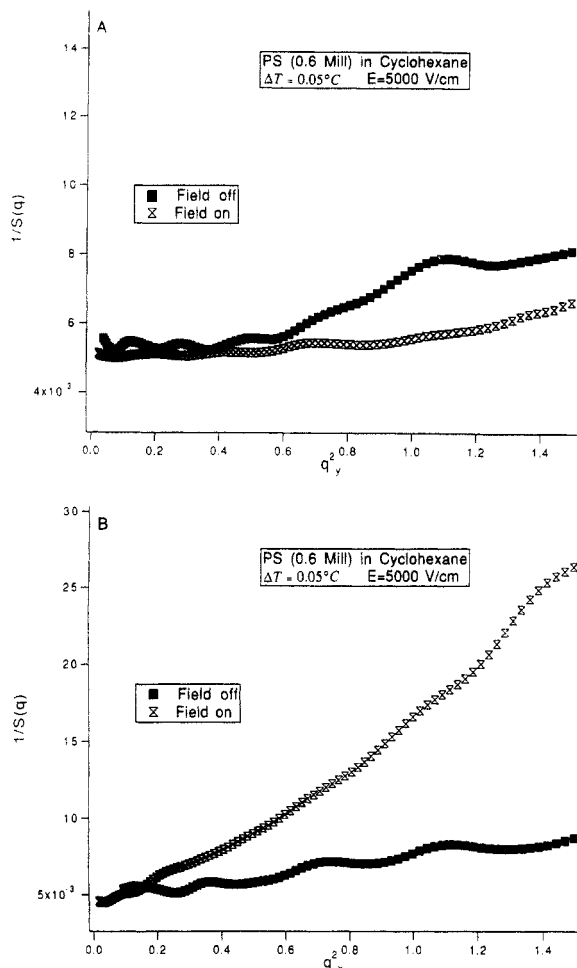 A
14
12
10
8
6
4x10⁻³
1/S(q)
PS (0.6 Mill) in Cyclohexane
ΔT = 0.05°C E=5000 V/cm
Field off
Field on
0.0 0.2 0.4 0.6 0.8 1.0 1.2 1.4
q²y
B
30
25
20
15
10
5x10⁻³
1/S(q)
PS (0.6 Mill) in Cyclohexane
ΔT = 0.05°C E=5000 V/cm
Field off
Field on
0.0 0.2 0.4 0.6 0.8 1.0 1.2 1.4